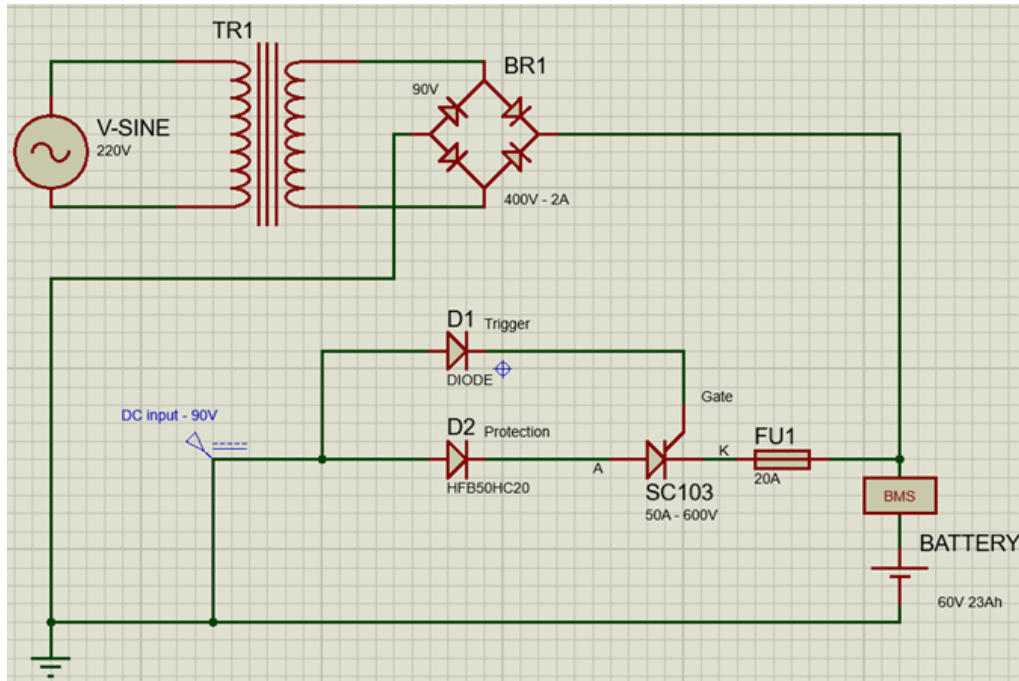 TR1
BR1
90V
V-SINE
220V
400V - 2A
D1 Trigger
DIODE
Gate
DC input - 90V
D2 Protection
HFB50HC20
A
K
FU1
20A
SC103
50A - 600V
BMS
BATTERY
60V 23Ah